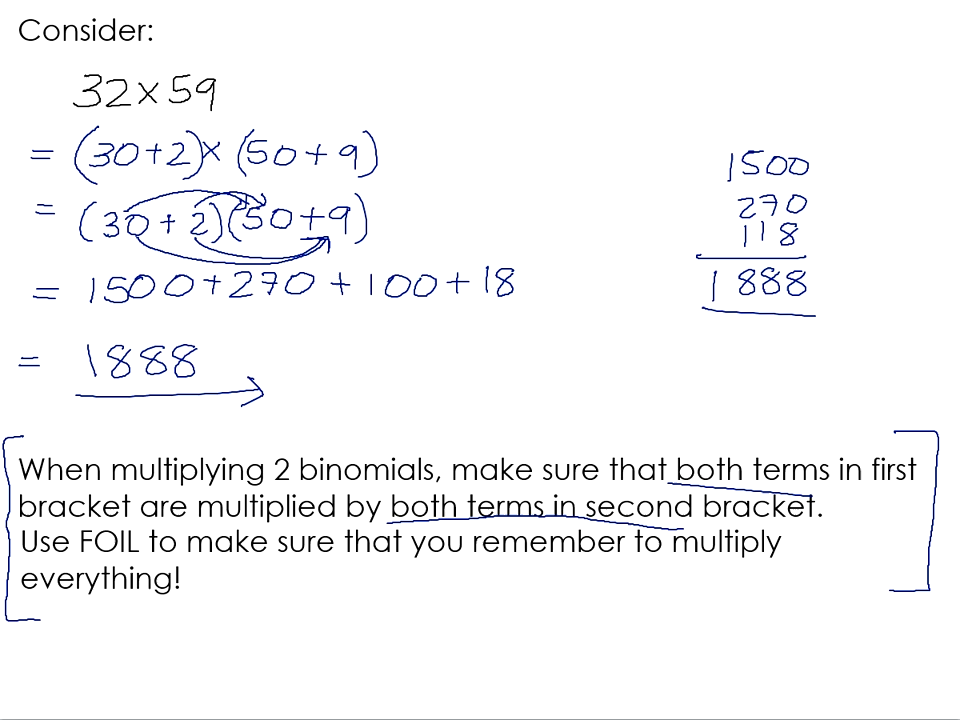 Consider:
32 × 59
= (30+2) × (50+9)
= (30+2)(50+9)
= 1500+270+100+18
= 1888
1500
270
118
1888
When multiplying 2 binomials, make sure that both terms in first
bracket are multiplied by both terms in second bracket.
Use FOIL to make sure that you remember to multiply
everything!